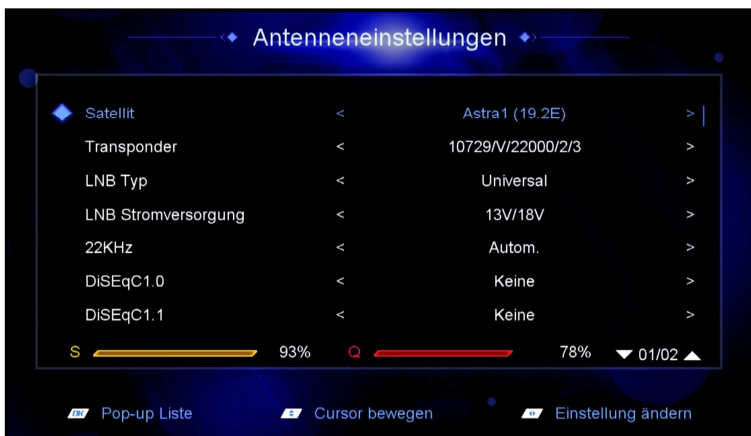 Antenneneinstellungen
Satellit < Astra1 (19.2E) >
Transponder < 10729/V/22000/2/3 >
LNB Typ < Universal >
LNB Stromversorgung < 13V/18V >
22KHz < Autom. >
DiSEqC1.0 < Keine >
DiSEqC1.1 < Keine >
S 93% Q 78% 01/02
OK Pop-up Liste Cursor bewegen Einstellung ändern